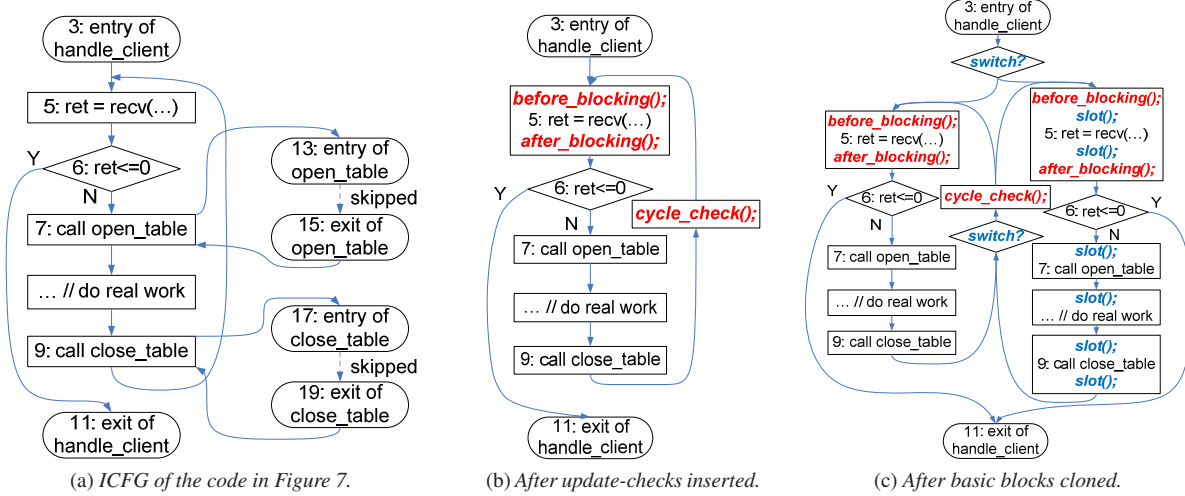 3: entry of
handle_client
5: ret = recv(…)
6: ret<=0
Y
N
7: call open_table
… // do real work
9: call close_table
11: exit of
handle_client
13: entry of
open_table
skipped
15: exit of
open_table
17: entry of
close_table
skipped
19: exit of
close_table
(a) ICFG of the code in Figure 7.
3: entry of
handle_client
before_blocking();
5: ret = recv(…)
after_blocking();
Y
6: ret<=0
N
cycle_check();
7: call open_table
… // do real work
9: call close_table
11: exit of
handle_client
(b) After update-checks inserted.
3: entry of
handle_client
switch?
before_blocking();
5: ret = recv(…)
after_blocking();
Y
6: ret<=0
N
7: call open_table
… // do real work
9: call close_table
cycle_check();
switch?
before_blocking();
slot();
5: ret = recv(…)
slot();
after_blocking();
6: ret<=0
Y
N
slot();
7: call open_table
slot();
… // do real work
slot();
9: call close_table
slot();
11: exit of
handle_client
(c) After basic blocks cloned.